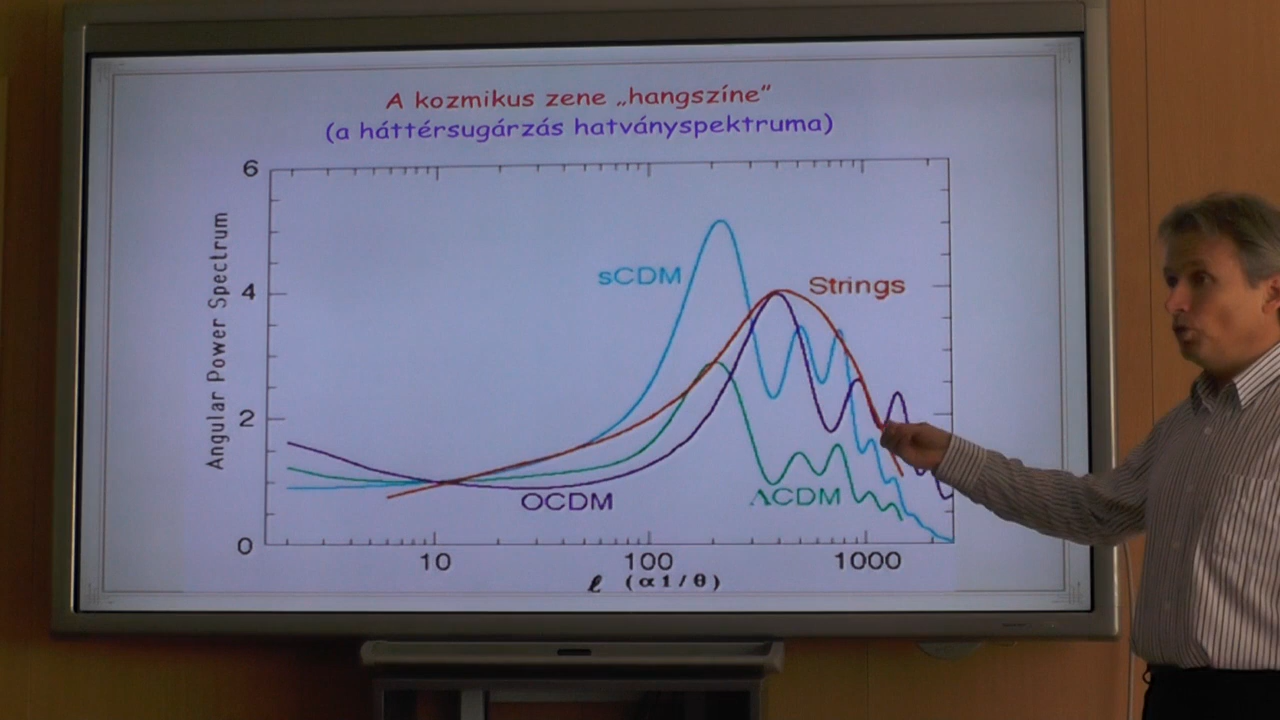 A kozmikus zene „hangszíne”
(a háttérsugárzás hatványspektruma)
6
4
2
0
Angular Power Spectrum
sCDM
Strings
OCDM
ΛCDM
10
100
1000
ℓ (α1/θ)